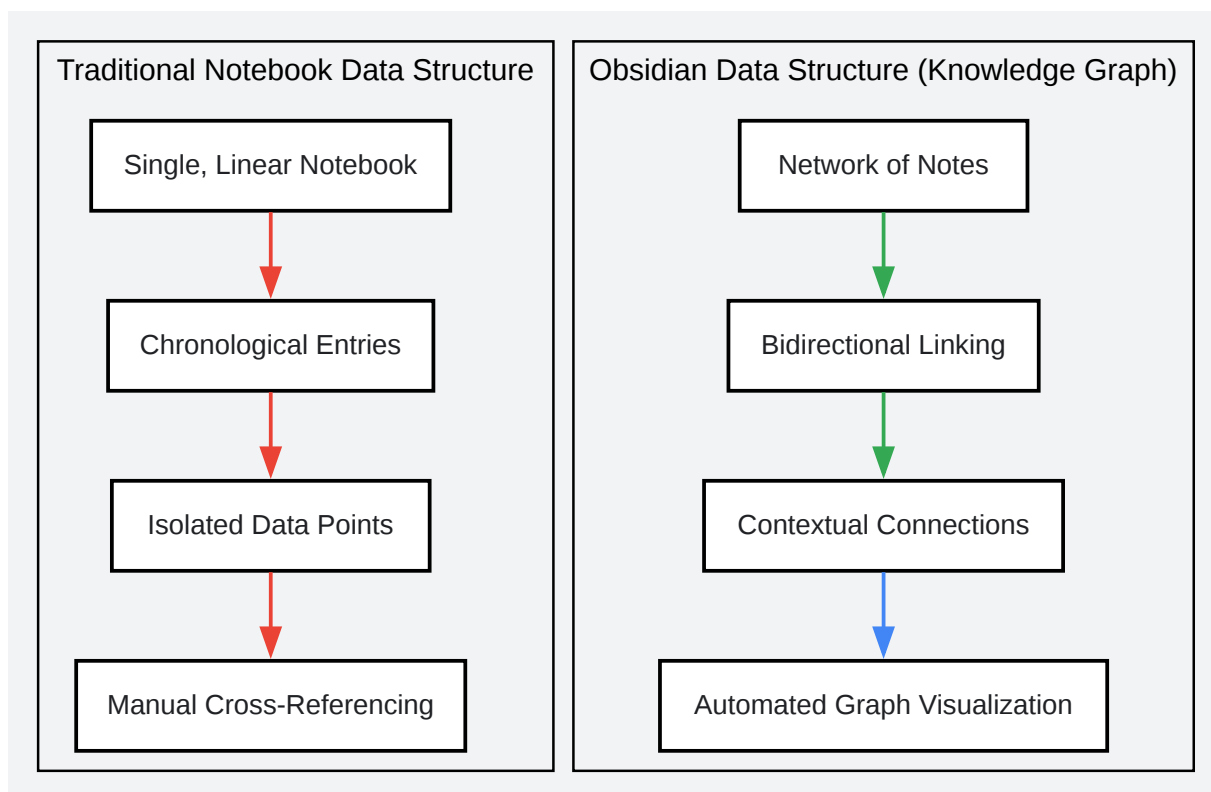 Traditional Notebook Data Structure
Single, Linear Notebook
Chronological Entries
Isolated Data Points
Manual Cross-Referencing
Obsidian Data Structure (Knowledge Graph)
Network of Notes
Bidirectional Linking
Contextual Connections
Automated Graph Visualization